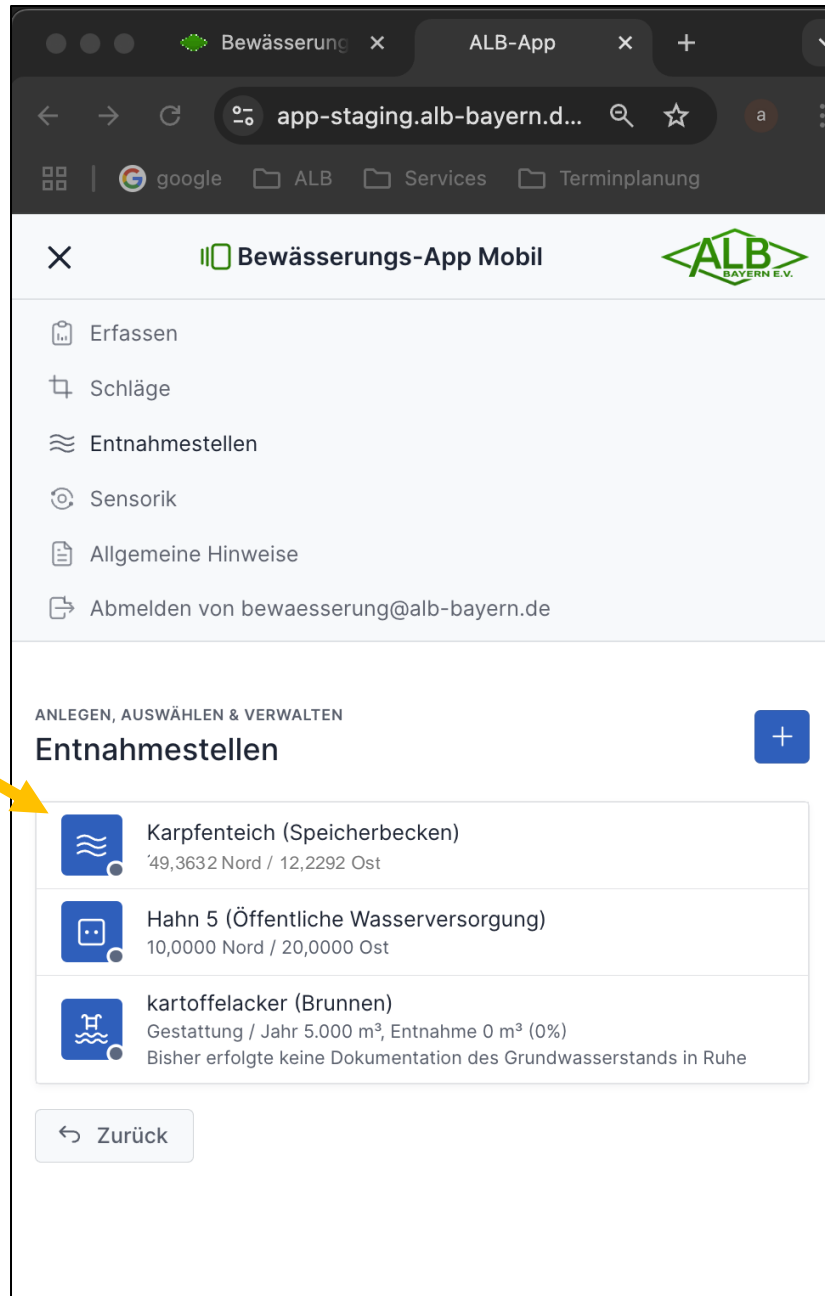 Bewässerung
ALB-App
app-staging.alb-bayern.d...
a
google
ALB
Services
Terminplanung
Bewässerungs-App Mobil
ALB
BAYERN E.V.
Erfassen
Schläge
Entnahmestellen
Sensorik
Allgemeine Hinweise
Abmelden von bewaesserung@alb-bayern.de
ANLEGEN, AUSWÄHLEN & VERWALTEN
Entnahmestellen
Karpfenteich (Speicherbecken)
49,3632 Nord / 12,2292 Ost
Hahn 5 (Öffentliche Wasserversorgung)
10,0000 Nord / 20,0000 Ost
kartoffelacker (Brunnen)
Gestattung / Jahr 5.000 m³, Entnahme 0 m³ (0%)
Bisher erfolgte keine Dokumentation des Grundwasserstands in Ruhe
Zurück